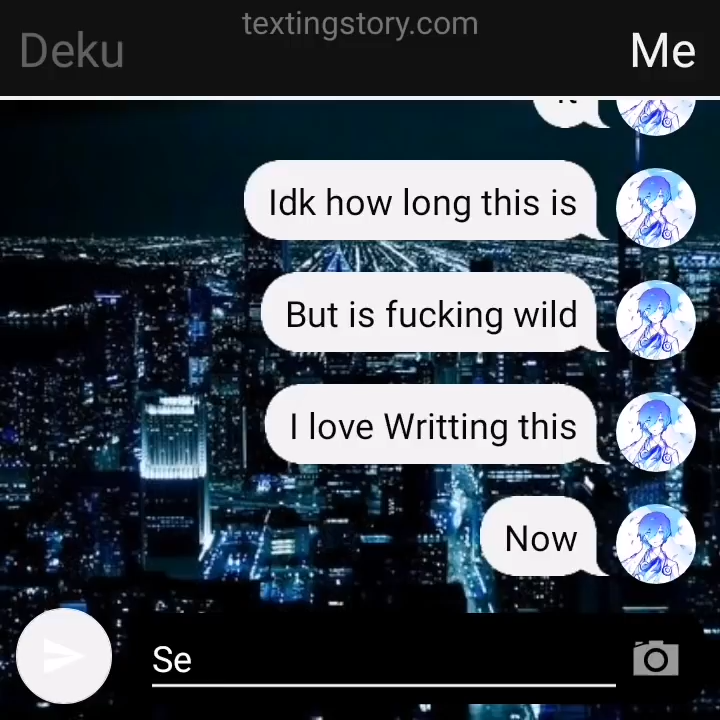 textingstory.com
Deku
Me
Idk how long this is
But is fucking wild
I love Writting this
Now
Se